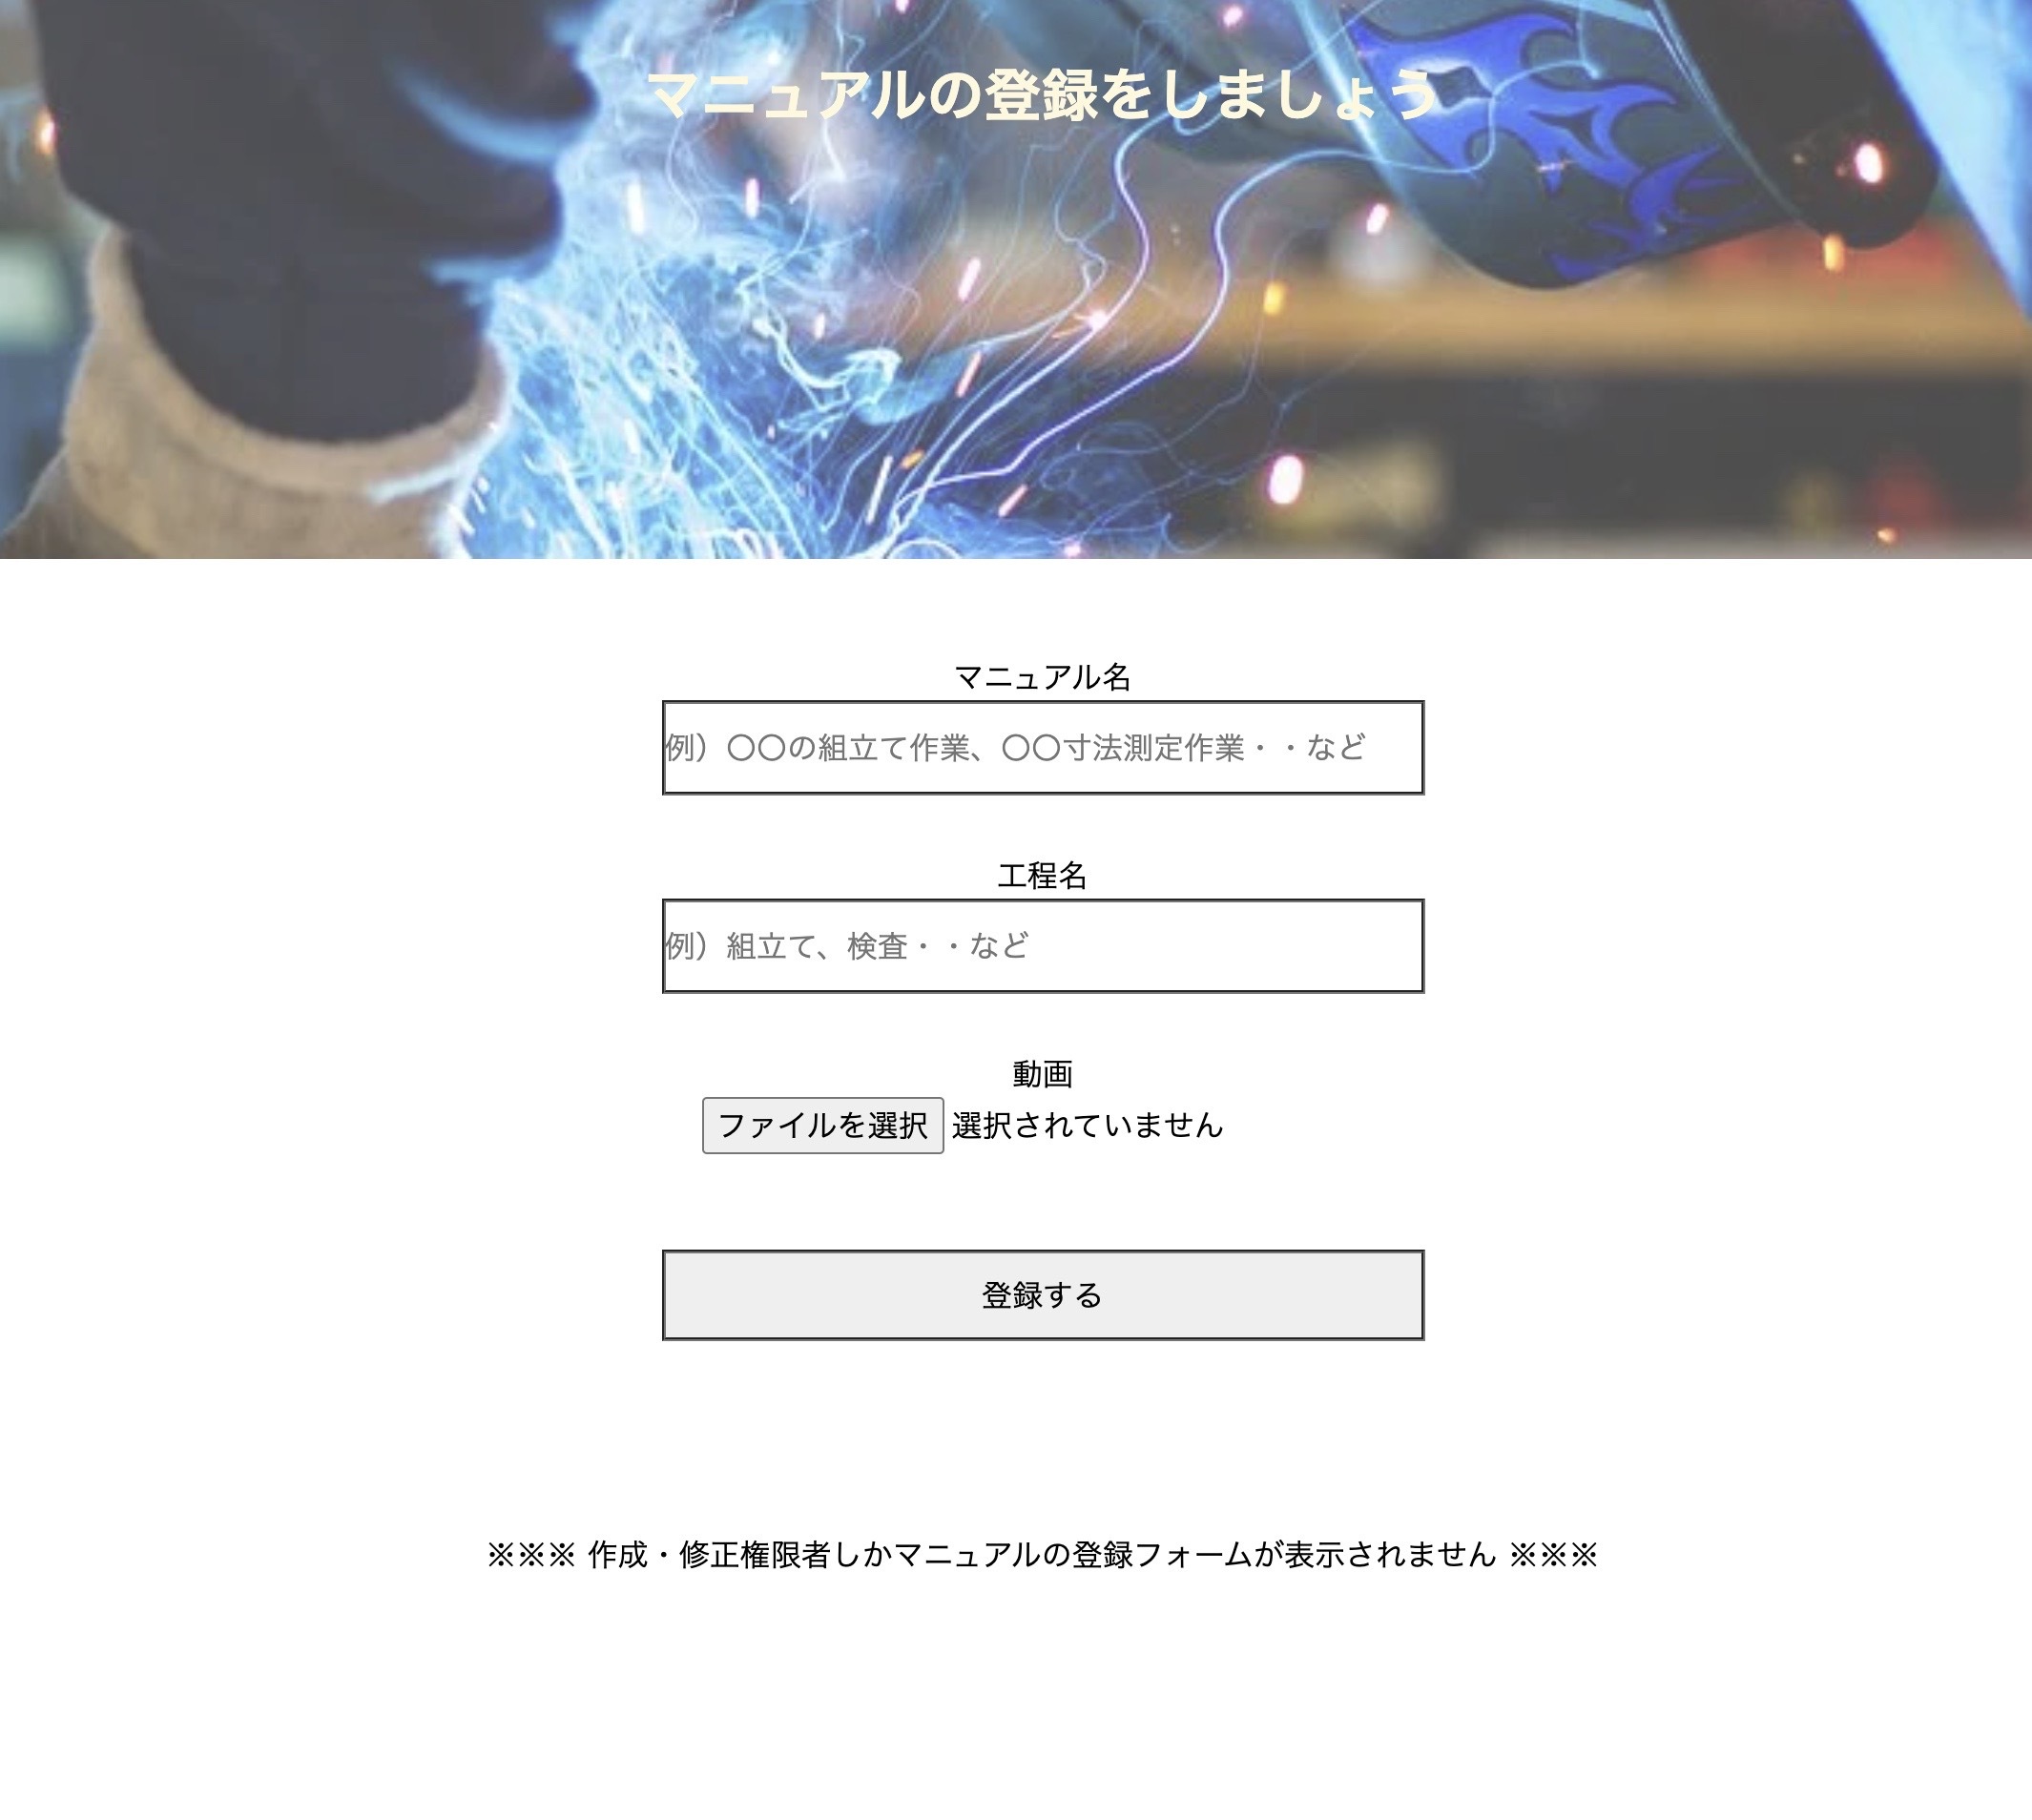 マニュアルの登録をしましょう
マニュアル名
例）〇〇の組立て作業、〇〇寸法測定作業・・など
工程名
例）組立て、検査・・など
動画
ファイルを選択 選択されていません
登録する
※※※ 作成・修正権限者しかマニュアルの登録フォームが表示されません ※※※